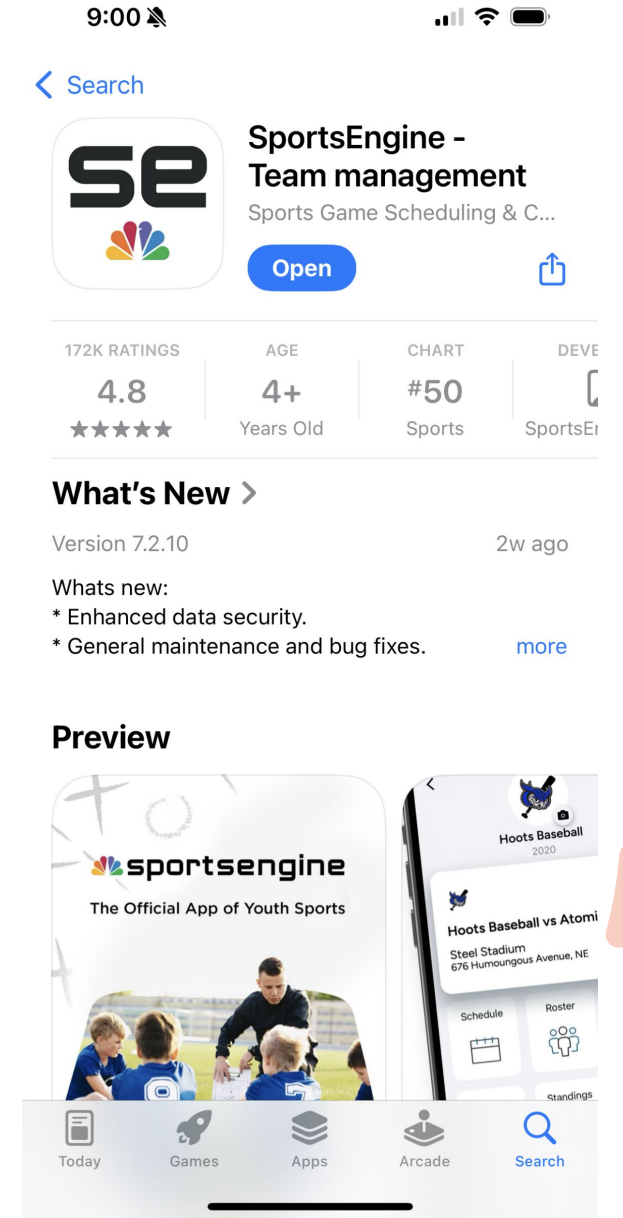 9:00
Search
se
SportsEngine -
Team management
Sports Game Scheduling & C...
Open
172K RATINGS
4.8
AGE
4+
Years Old
CHART
#50
Sports
DEVE
SportsEn
What's New
Version 7.2.10
2w ago
Whats new:
* Enhanced data security.
* General maintenance and bug fixes.
more
Preview
sportsengine
The Official App of Youth Sports
9
7
Hoots Baseball
2020
Hoots Baseball vs Atomi
Steel Stadium
676 Humoungous Avenue, NE
Schedule
Roster
Standings
Today
Games
Apps
Arcade
Search